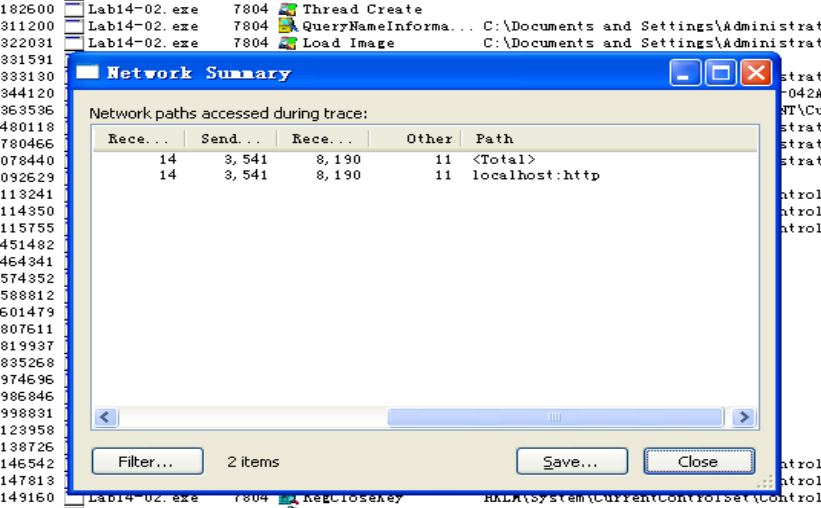 182600 Lab14-02.exe 7804 Thread Create
311200 Lab14-02.exe 7804 QueryNameInforma... C:\Documents and Settings\Administrat
322031 Lab14-02.exe 7804 Load Image C:\Documents and Settings\Administrat
331591
Network Summary
333130 strat
344120 -042A
363536 NT\Cu
Network paths accessed during trace:
480118 strat
Rece... Send... Rece... Other Path
780466 strat
14 3,541 8,190 11 <Total>
078440 strat
14 3,541 8,190 11 localhost:http
092629
113241 ntrol
114350 ntrol
115755 ntrol
451482
464341
574352
588812
601479
807611
819937
835268
974696
986846
998831
123958
138726
Filter... 2 items Save... Close
146542 ntrol
147813 ntrol
149160 Lab14-02.exe 7804 RegCloseKey HKLM\System\CurrentControlSet\Control